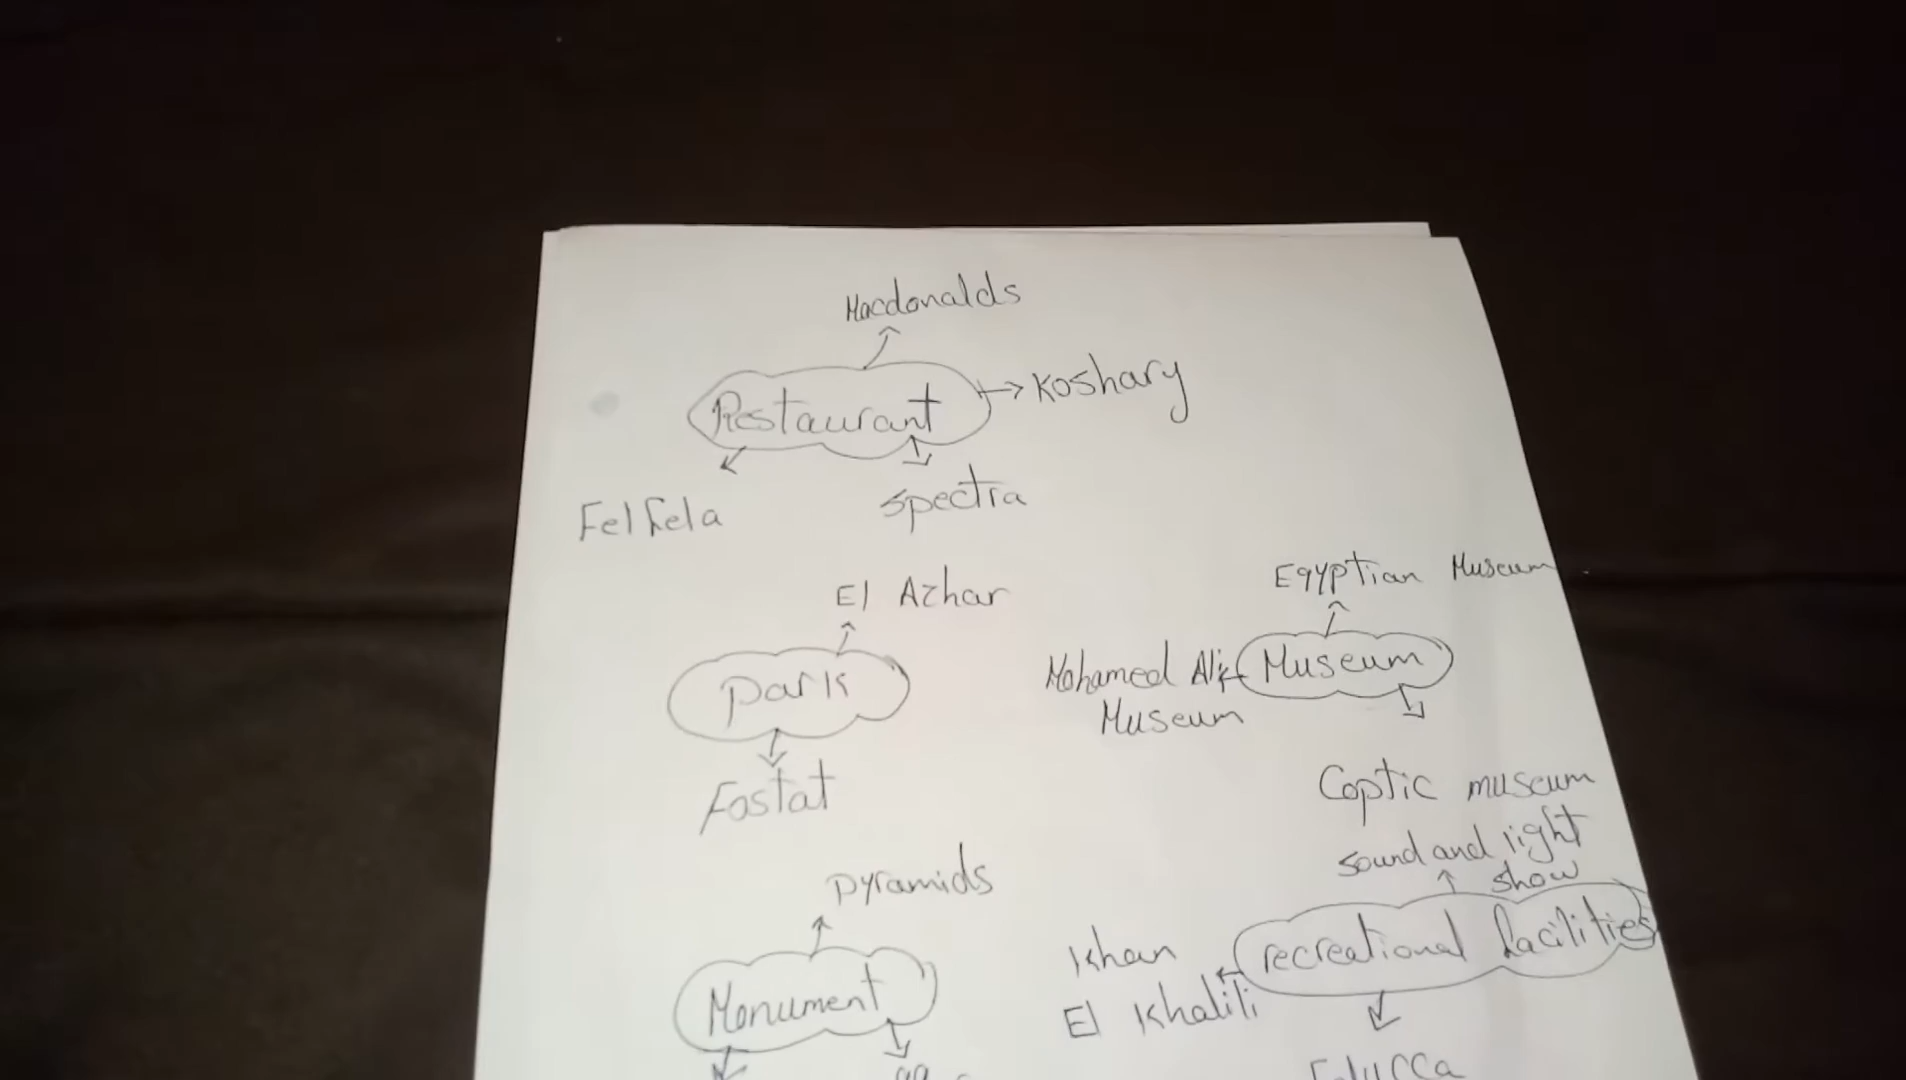 Macdonalds
Restaurant
Koshary
Felfela
spectra
El Azhar
park
Fostat
Egyptian Museum
Mohamed Ali
Museum
Museum
Coptic museum
pyramids
Monument
sound and light
show
recreational facilities
Khan
El Khalili